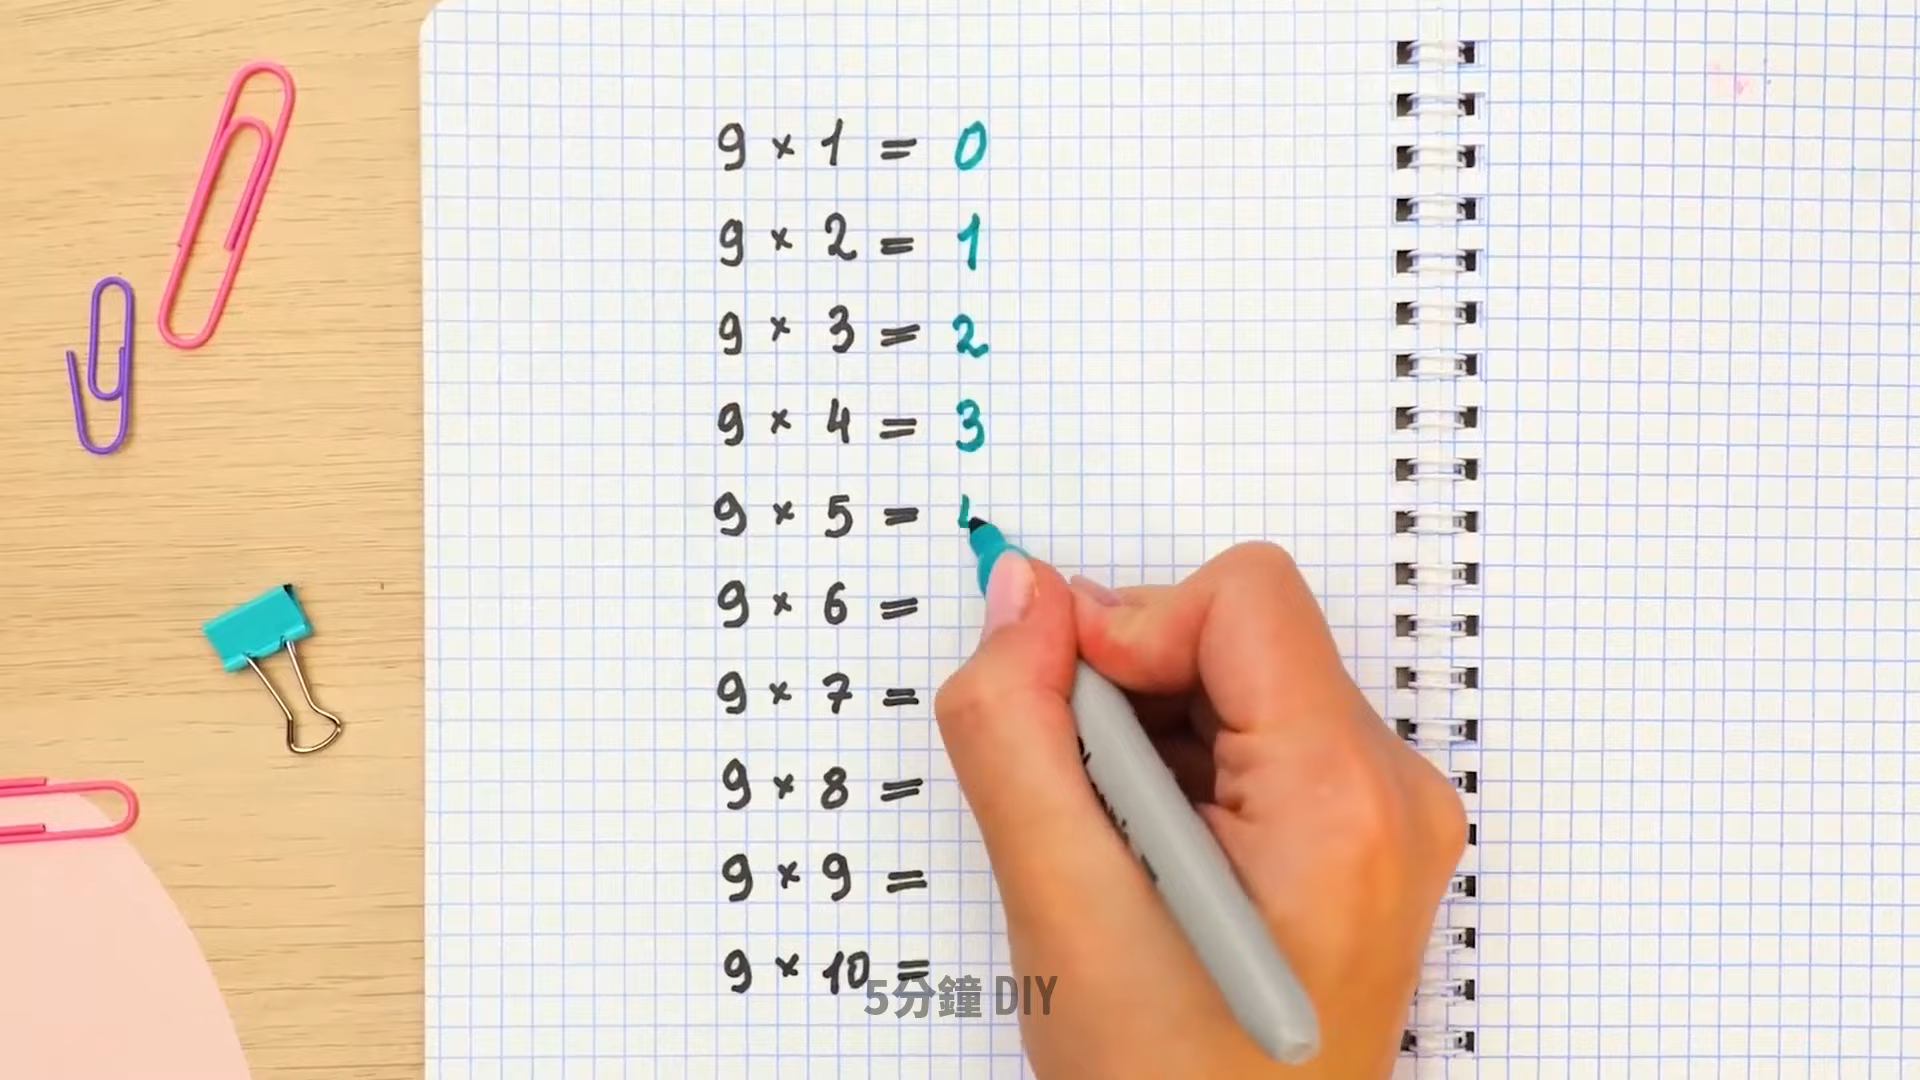 9 × 1 = 0
9 × 2 = 1
9 × 3 = 2
9 × 4 = 3
9 × 5 = 4
9 × 6 =
9 × 7 =
9 × 8 =
9 × 9 =
9 × 10 =
5分鐘 DIY